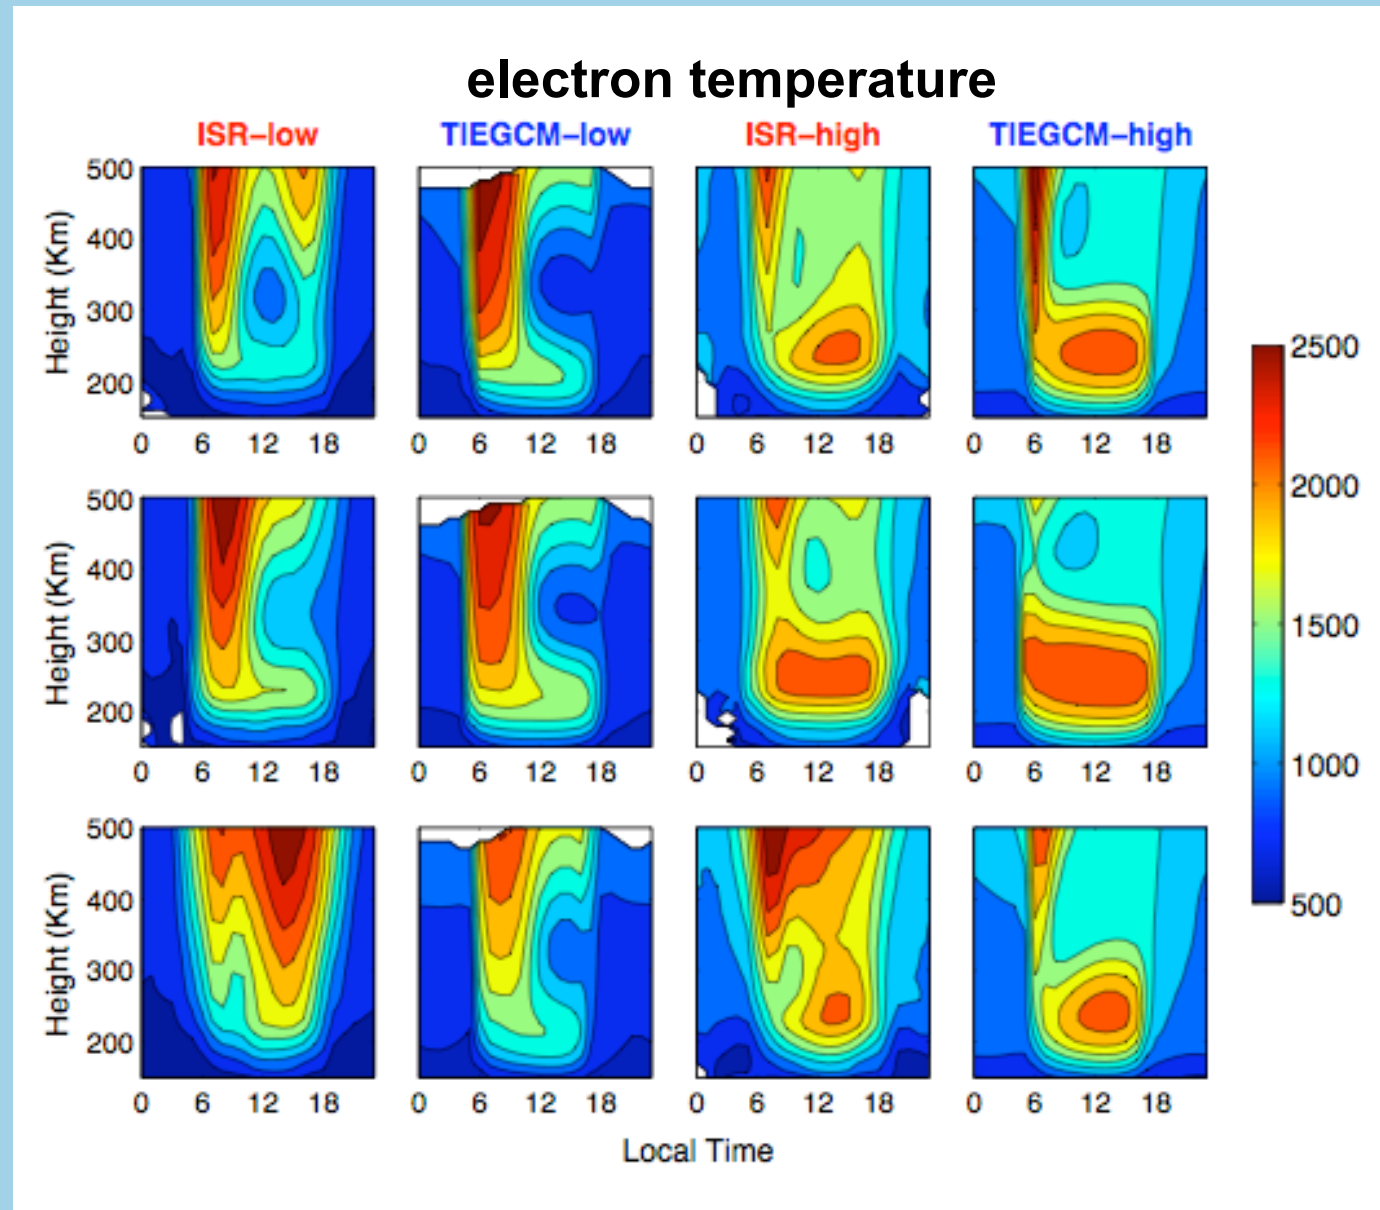 electron temperature
ISR–low TIEGCM–low ISR–high TIEGCM–high
500
400
300
200
Height (Km)
0 6 12 18 0 6 12 18 0 6 12 18 0 6 12 18
500
400
300
200
Height (Km)
0 6 12 18 0 6 12 18 0 6 12 18 0 6 12 18
500
400
300
200
Height (Km)
0 6 12 18 0 6 12 18 0 6 12 18 0 6 12 18
Local Time
2500
2000
1500
1000
500